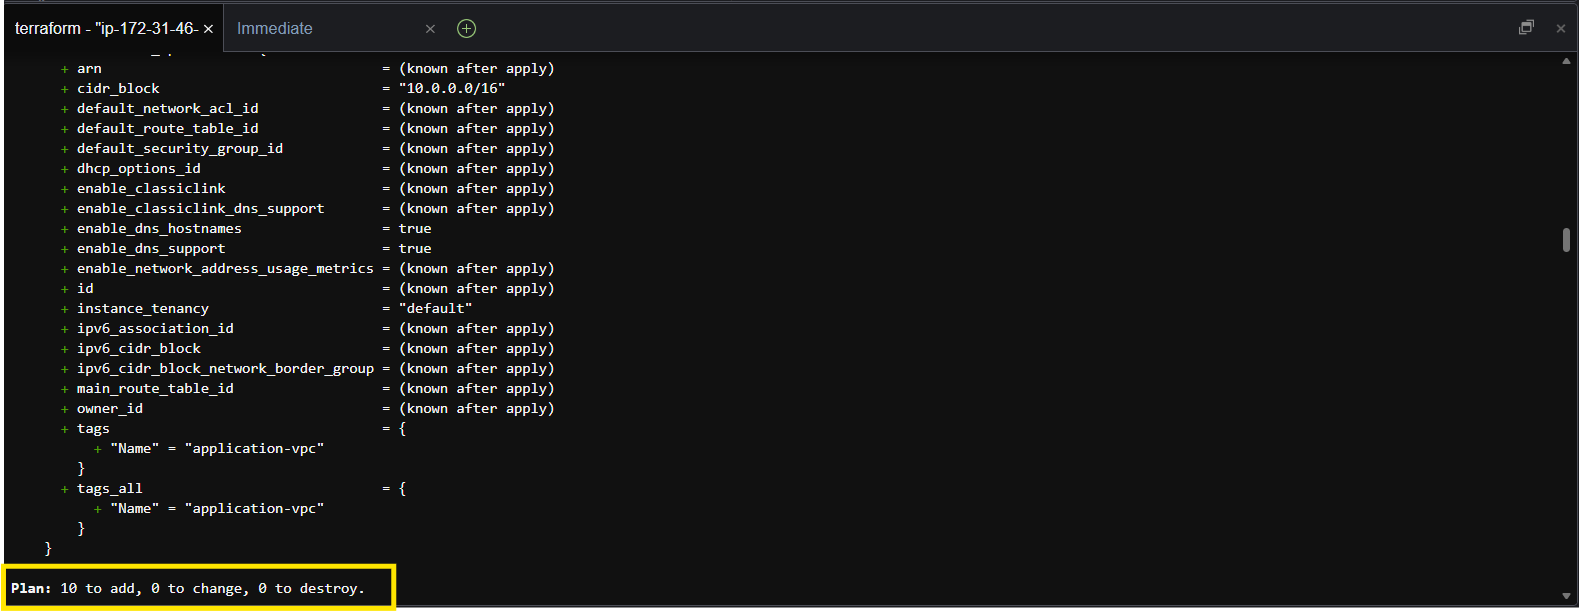 terraform - "ip-172-31-46- × Immediate ×
+ arn = (known after apply)
+ cidr_block = "10.0.0.0/16"
+ default_network_acl_id = (known after apply)
+ default_route_table_id = (known after apply)
+ default_security_group_id = (known after apply)
+ dhcp_options_id = (known after apply)
+ enable_classiclink = (known after apply)
+ enable_classiclink_dns_support = (known after apply)
+ enable_dns_hostnames = true
+ enable_dns_support = true
+ enable_network_address_usage_metrics = (known after apply)
+ id = (known after apply)
+ instance_tenancy = "default"
+ ipv6_association_id = (known after apply)
+ ipv6_cidr_block = (known after apply)
+ ipv6_cidr_block_network_border_group = (known after apply)
+ main_route_table_id = (known after apply)
+ owner_id = (known after apply)
+ tags = {
+ "Name" = "application-vpc"
}
+ tags_all = {
+ "Name" = "application-vpc"
}
}
Plan: 10 to add, 0 to change, 0 to destroy.